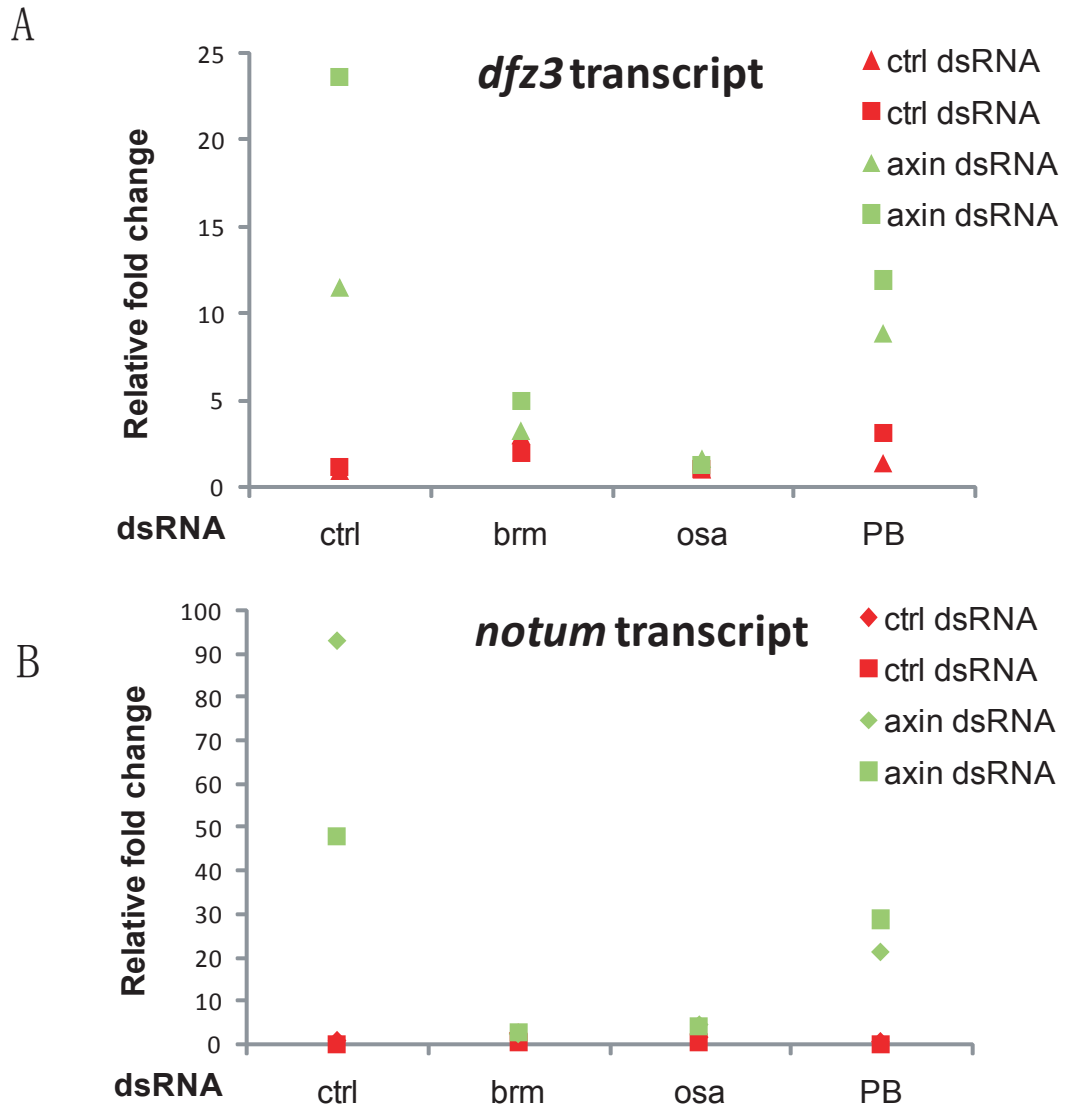 A
dfz3 transcript
Relative fold change
25
20
15
10
5
0
ctrl dsRNA
ctrl dsRNA
axin dsRNA
axin dsRNA
dsRNA
ctrl brm osa PB
B
notum transcript
Relative fold change
100
90
80
70
60
50
40
30
20
10
0
ctrl dsRNA
ctrl dsRNA
axin dsRNA
axin dsRNA
dsRNA
ctrl brm osa PB